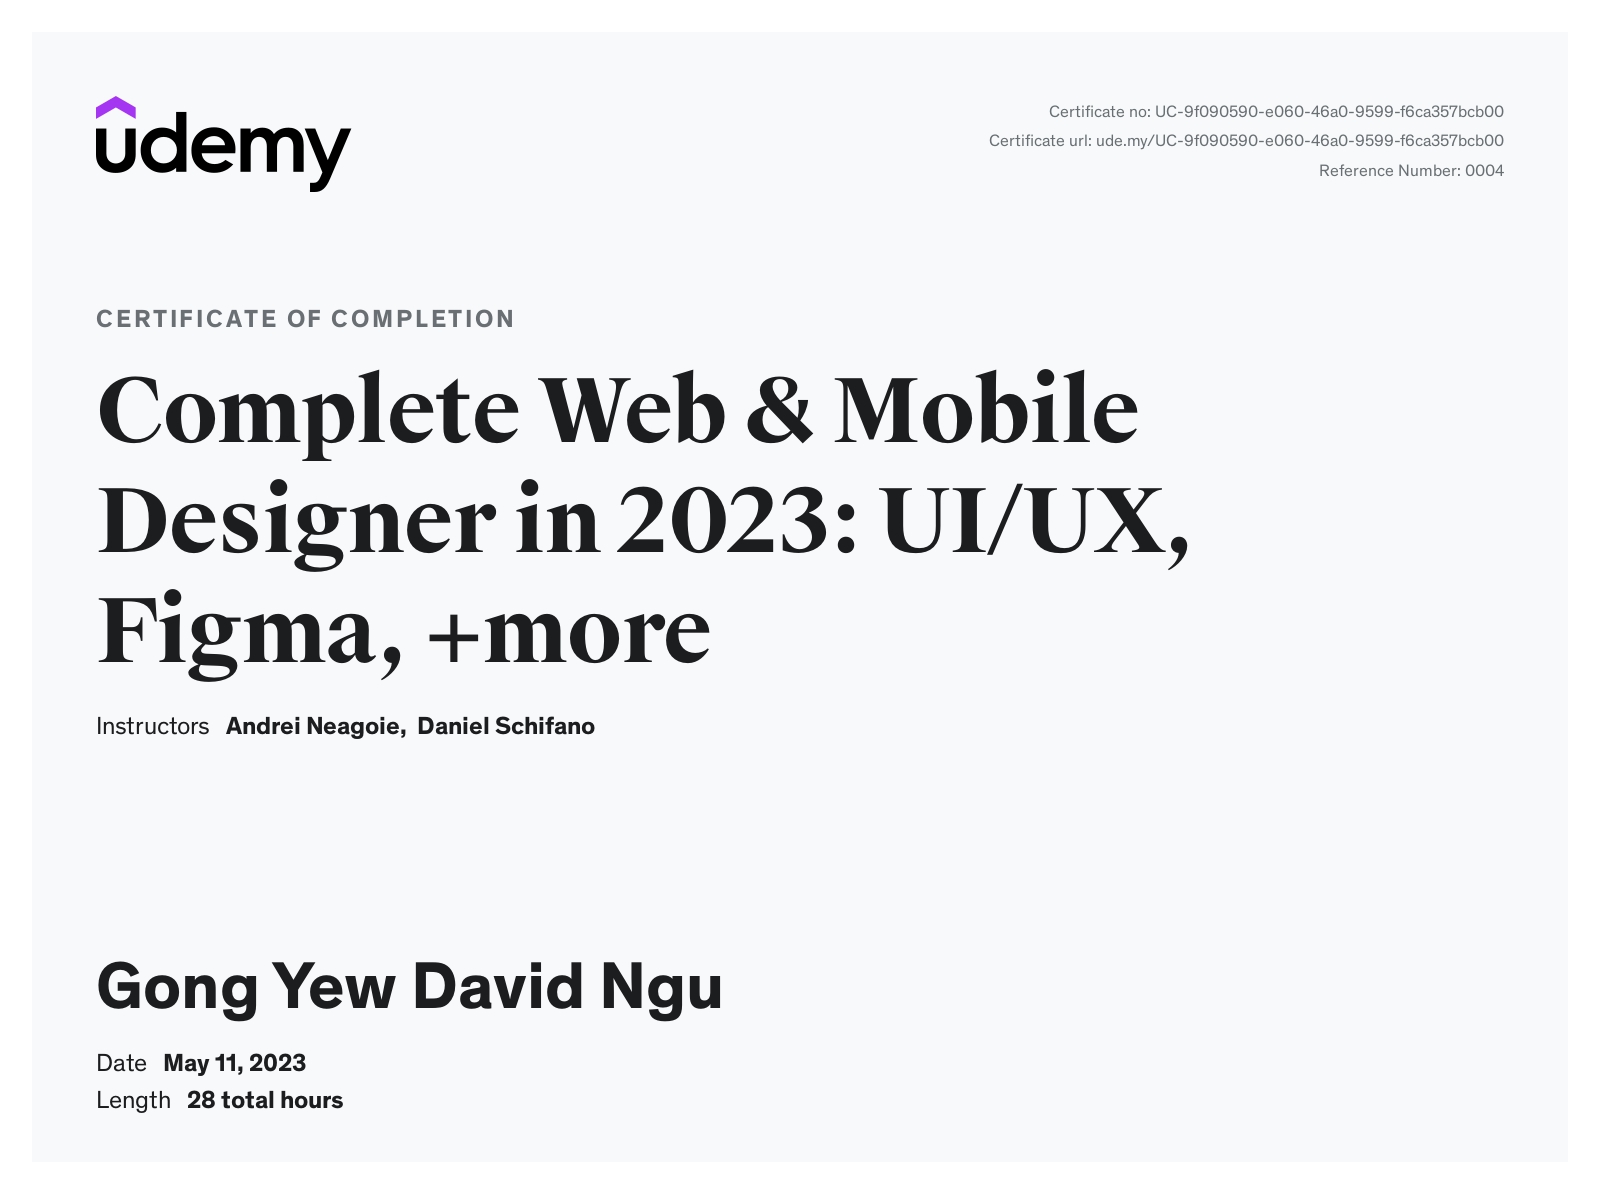 udemy
Certificate no: UC-9f090590-e060-46a0-9599-f6ca357bcb00
Certificate url: ude.my/UC-9f090590-e060-46a0-9599-f6ca357bcb00
Reference Number: 0004
CERTIFICATE OF COMPLETION
Complete Web & Mobile
Designer in 2023: UI/UX,
Figma, +more
Instructors Andrei Neagoie, Daniel Schifano
Gong Yew David Ngu
Date May 11, 2023
Length 28 total hours